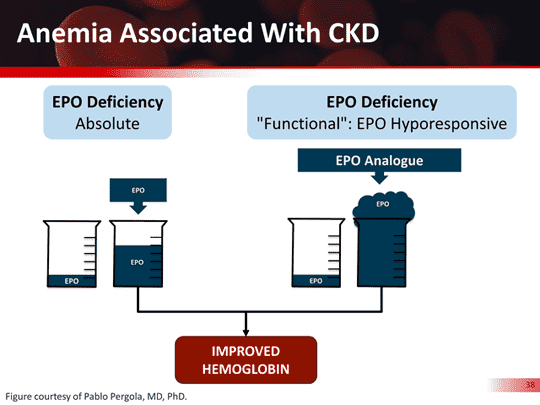 Anemia Associated With CKD
EPO Deficiency
Absolute
EPO Deficiency
"Functional": EPO Hyporesponsive
EPO Analogue
EPO
EPO
EPO
EPO
EPO
EPO
IMPROVED
HEMOGLOBIN
38
Figure courtesy of Pablo Pergola, MD, PhD.